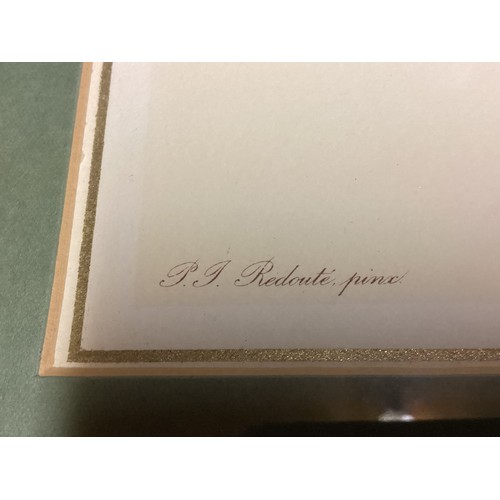 P. J. Redouté. pinx.